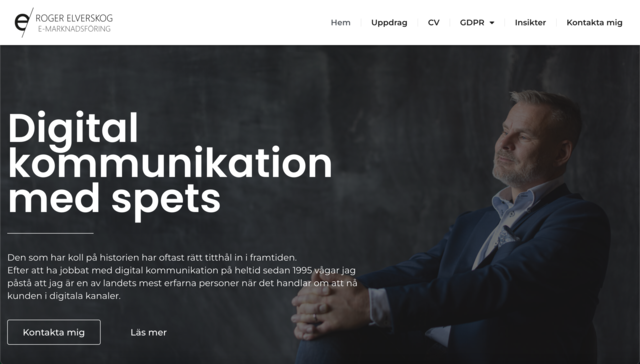 e
ROGER ELVERSKOG
E-MARKNADSFÖRING
Hem
Uppdrag
CV
GDPR
Insikter
Kontakta mig
Digital
kommunikation
med spets
Den som har koll på historien har oftast rätt titthål in i framtiden.
Efter att ha jobbat med digital kommunikation på heltid sedan 1995 vågar jag
påstå att jag är en av landets mest erfarna personer när det handlar om att nå
kunden i digitala kanaler.
Kontakta mig
Läs mer